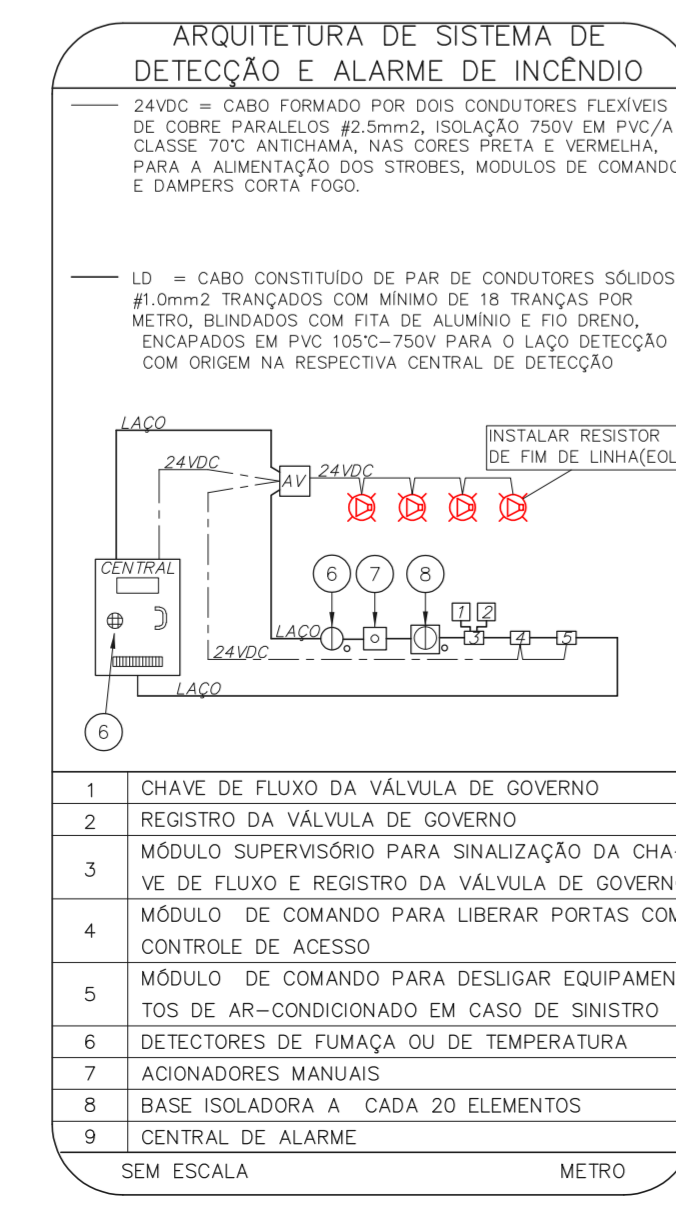 ARQUITETURA DE SISTEMA DE
DETECÇÃO E ALARME DE INCÊNDIO
24VDC = CABO FORMADO POR DOIS CONDUTORES FLEXÍVEIS
DE COBRE PARALELOS #2.5mm2, ISOLAÇÃO 750V EM PVC/A
CLASSE 70°C ANTICHAMA, NAS CORES PRETA E VERMELHA,
PARA A ALIMENTAÇÃO DOS STROBES, MODULOS DE COMANDO
E DAMPERS CORTA FOGO.
LD = CABO CONSTITUÍDO DE PAR DE CONDUTORES SÓLIDOS
#1.0mm2 TRANÇADOS COM MÍNIMO DE 18 TRANÇAS POR
METRO, BLINDADOS COM FITA DE ALUMÍNIO E FIO DRENO,
ENCAPADOS EM PVC 105°C-750V PARA O LAÇO DETECÇÃO
COM ORIGEM NA RESPECTIVA CENTRAL DE DETECÇÃO
LAÇO
INSTALAR RESISTOR
DE FIM DE LINHA(EOL
24VDC
AV
24VDC
CENTRAL
6
7
8
1
2
LAÇO
3
4
5
24VDC
LAÇO
6
1 CHAVE DE FLUXO DA VÁLVULA DE GOVERNO
2 REGISTRO DA VÁLVULA DE GOVERNO
3 MÓDULO SUPERVISÓRIO PARA SINALIZAÇÃO DA CHA-
VE DE FLUXO E REGISTRO DA VÁLVULA DE GOVERNO
4 MÓDULO DE COMANDO PARA LIBERAR PORTAS COM
CONTROLE DE ACESSO
5 MÓDULO DE COMANDO PARA DESLIGAR EQUIPAMEN
TOS DE AR-CONDICIONADO EM CASO DE SINISTRO
6 DETECTORES DE FUMAÇA OU DE TEMPERATURA
7 ACIONADORES MANUAIS
8 BASE ISOLADORA A CADA 20 ELEMENTOS
9 CENTRAL DE ALARME
SEM ESCALA METRO